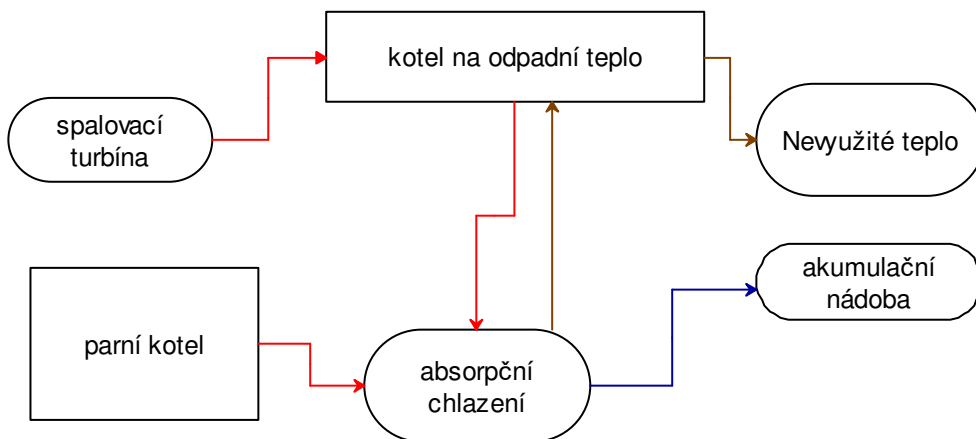 kotel na odpadní teplo
spalovací
turbína
Nevyužité teplo
akumulační
nádoba
parní kotel
absorpční
chlazení